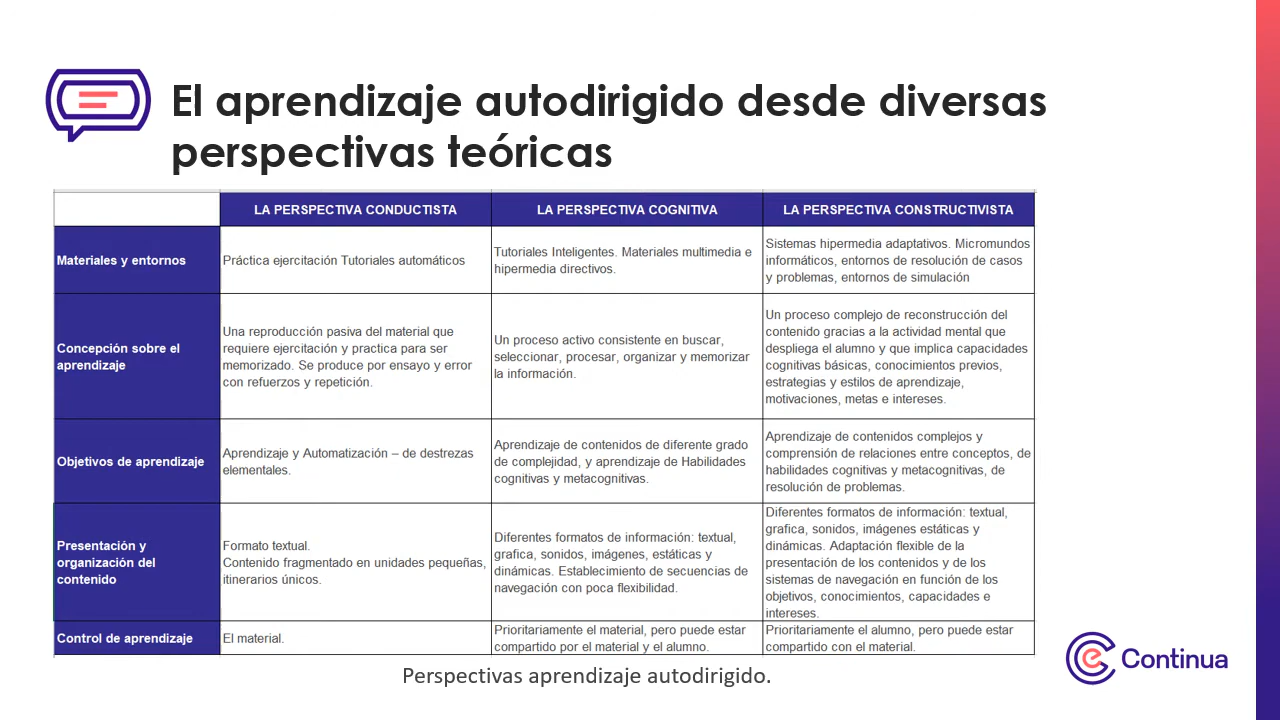 El aprendizaje autodirigido desde diversas
perspectivas teóricas
LA PERSPECTIVA CONDUCTISTA
LA PERSPECTIVA COGNITIVA
LA PERSPECTIVA CONSTRUCTIVISTA
Materiales y entornos
Práctica ejercitación Tutoriales automáticos
Tutoriales Inteligentes. Materiales multimedia e
hipermedia directivos.
Sistemas hipermedia adaptativos. Micromundos
informáticos, entornos de resolución de casos
y problemas, entornos de simulación
Concepción sobre el
aprendizaje
Una reproducción pasiva del material que
requiere ejercitación y practica para ser
memorizado. Se produce por ensayo y error
con refuerzos y repetición.
Un proceso activo consistente en buscar,
seleccionar, procesar, organizar y memorizar
la información.
Un proceso complejo de reconstrucción del
contenido gracias a la actividad mental que
despliega el alumno y que implica capacidades
cognitivas básicas, conocimientos previos,
estrategias y estilos de aprendizaje,
motivaciones, metas e intereses.
Objetivos de aprendizaje
Aprendizaje y Automatización – de destrezas
elementales.
Aprendizaje de contenidos de diferente grado
de complejidad, y aprendizaje de Habilidades
cognitivas y metacognitivas.
Aprendizaje de contenidos complejos y
comprensión de relaciones entre conceptos, de
habilidades cognitivas y metacognitivas, de
resolución de problemas.
Presentación y
organización del
contenido
Formato textual.
Contenido fragmentado en unidades pequeñas,
itinerarios únicos.
Diferentes formatos de información: textual,
grafica, sonidos, imágenes, estáticas y
dinámicas. Establecimiento de secuencias de
navegación con poca flexibilidad.
Diferentes formatos de información: textual,
grafica, sonidos, imágenes estáticas y
dinámicas. Adaptación flexible de la
presentación de los contenidos y de los
sistemas de navegación en función de los
objetivos, conocimientos, capacidades e
intereses.
Control de aprendizaje
El material.
Prioritariamente el material, pero puede estar
compartido por el material y el alumno.
Prioritariamente el alumno, pero puede estar
compartido con el material.
Perspectivas aprendizaje autodirigido.
Continua